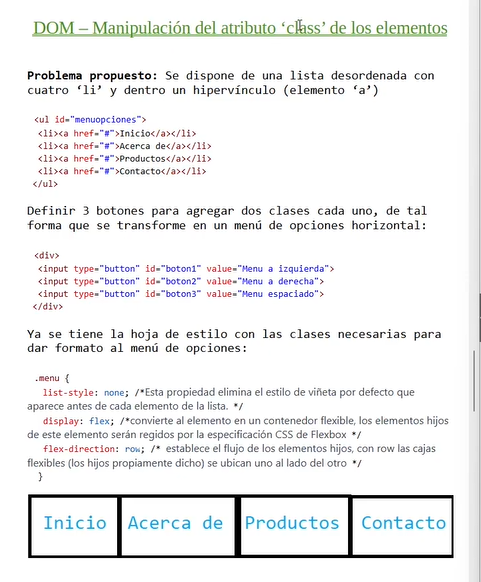 DOM – Manipulación del atributo ‘class’ de los elementos
Problema propuesto: Se dispone de una lista desordenada con
cuatro ‘li’ y dentro un hipervínculo (elemento ‘a’)
<ul id="menuopciones">
<li><a href="#">Inicio</a></li>
<li><a href="#">Acerca de</a></li>
<li><a href="#">Productos</a></li>
<li><a href="#">Contacto</a></li>
</ul>
Definir 3 botones para agregar dos clases cada uno, de tal
forma que se transforme en un menú de opciones horizontal:
<div>
<input type="button" id="boton1" value="Menu a izquierda">
<input type="button" id="boton2" value="Menu a derecha">
<input type="button" id="boton3" value="Menu espaciado">
</div>
Ya se tiene la hoja de estilo con las clases necesarias para
dar formato al menú de opciones:
.menu {
list-style: none; /*Esta propiedad elimina el estilo de viñeta por defecto que
aparece antes de cada elemento de la lista. */
display: flex; /*convierte al elemento en un contenedor flexible, los elementos hijos
de este elemento serán regidos por la especificación CSS de Flexbox */
flex-direction: row; /* establece el flujo de los elementos hijos, con row las cajas
flexibles (los hijos propiamente dicho) se ubican uno al lado del otro */
}
Inicio Acerca de Productos Contacto